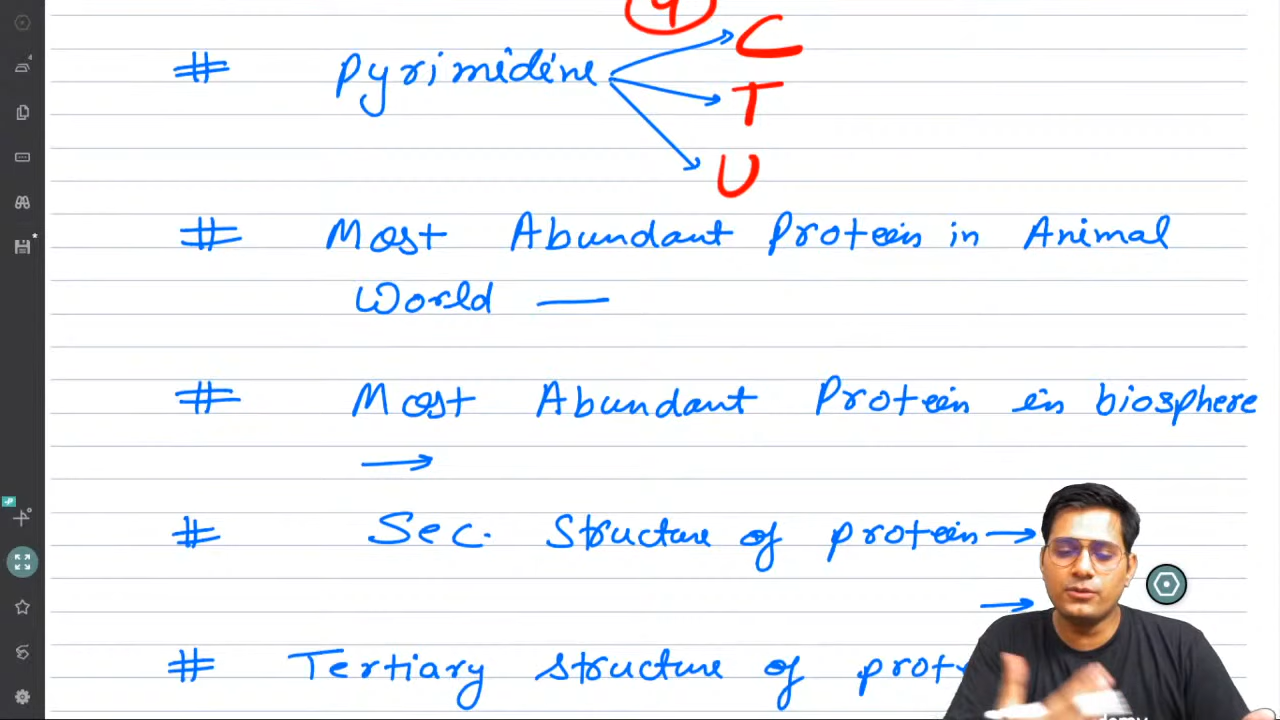 C
# Pyrimidine T
U
# Most Abundant Protein in Animal
World —
# Most Abundant Protein in biosphere
→
# Sec. Structure of protein →
→
# Tertiary structure of prote